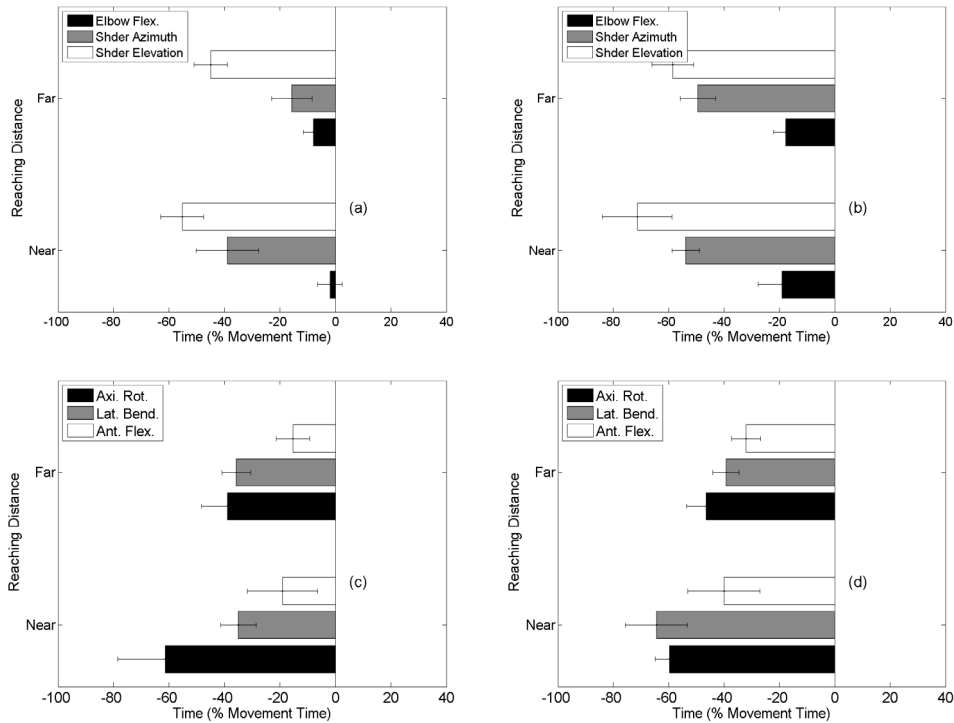 Elbow Flex.
Shder Azimuth
Shder Elevation
Reaching Distance
Far
Near
(a)
-100 -80 -60 -40 -20 0 20 40
Time (% Movement Time)
Elbow Flex.
Shder Azimuth
Shder Elevation
Reaching Distance
Far
Near
(b)
-100 -80 -60 -40 -20 0 20 40
Time (% Movement Time)
Axi. Rot.
Lat. Bend.
Ant. Flex.
Reaching Distance
Far
Near
(c)
-100 -80 -60 -40 -20 0 20 40
Time (% Movement Time)
Axi. Rot.
Lat. Bend.
Ant. Flex.
Reaching Distance
Far
Near
(d)
-100 -80 -60 -40 -20 0 20 40
Time (% Movement Time)